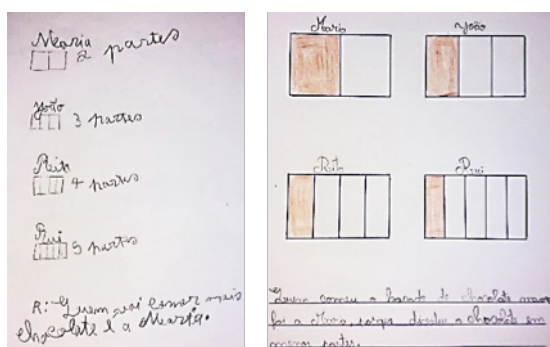 Maria
2 partes
João
3 partes
Rita
4 partes
Rui
5 partes
R: Quem vai comer mais
chocolate é a Maria.
Maria
João
Rita
Rui
Quem comeu o bocado de chocolate maior
foi a Maria, porque dividiu o chocolate em
menos partes.